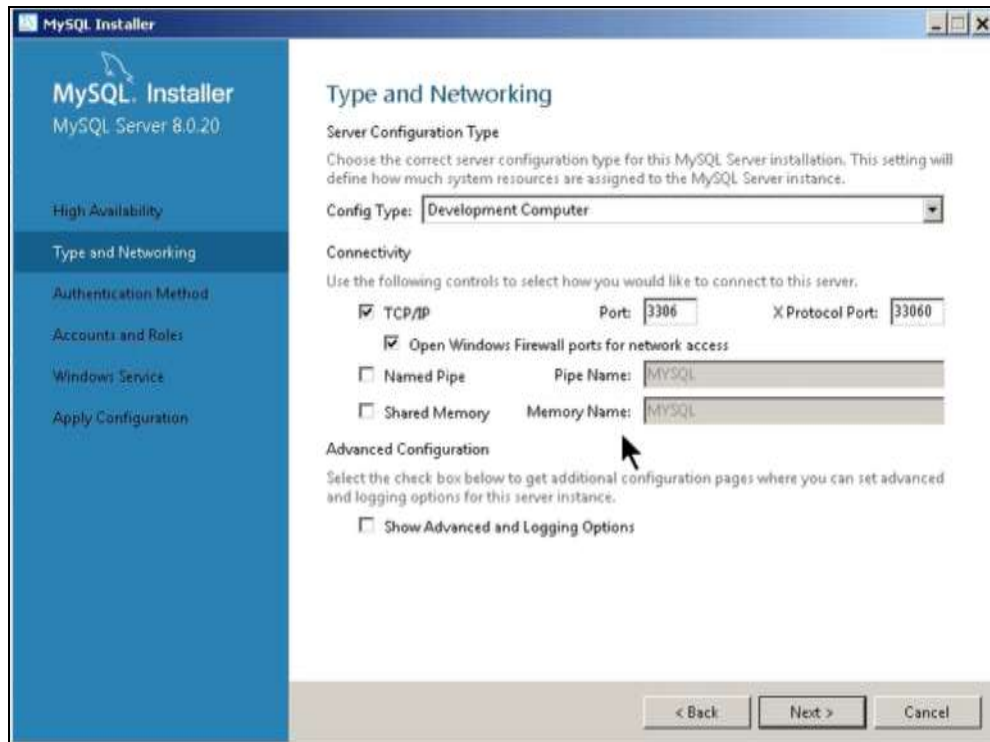 MySQL Installer
MySQL. Installer
MySQL Server 8.0.20
High Availability
Type and Networking
Authentication Method
Accounts and Roles
Windows Service
Apply Configuration
Type and Networking
Server Configuration Type
Choose the correct server configuration type for this MySQL Server installation. This setting will
define how much system resources are assigned to the MySQL Server instance.
Config Type: Development Computer
Connectivity
Use the following controls to select how you would like to connect to this server.
TCP/IP Port: 3306 X Protocol Port: 33060
Open Windows Firewall ports for network access
Named Pipe Pipe Name: MYSQL
Shared Memory Memory Name: MYSQL
Advanced Configuration
Select the check box below to get additional configuration pages where you can set advanced
and logging options for this server instance.
Show Advanced and Logging Options
< Back Next > Cancel